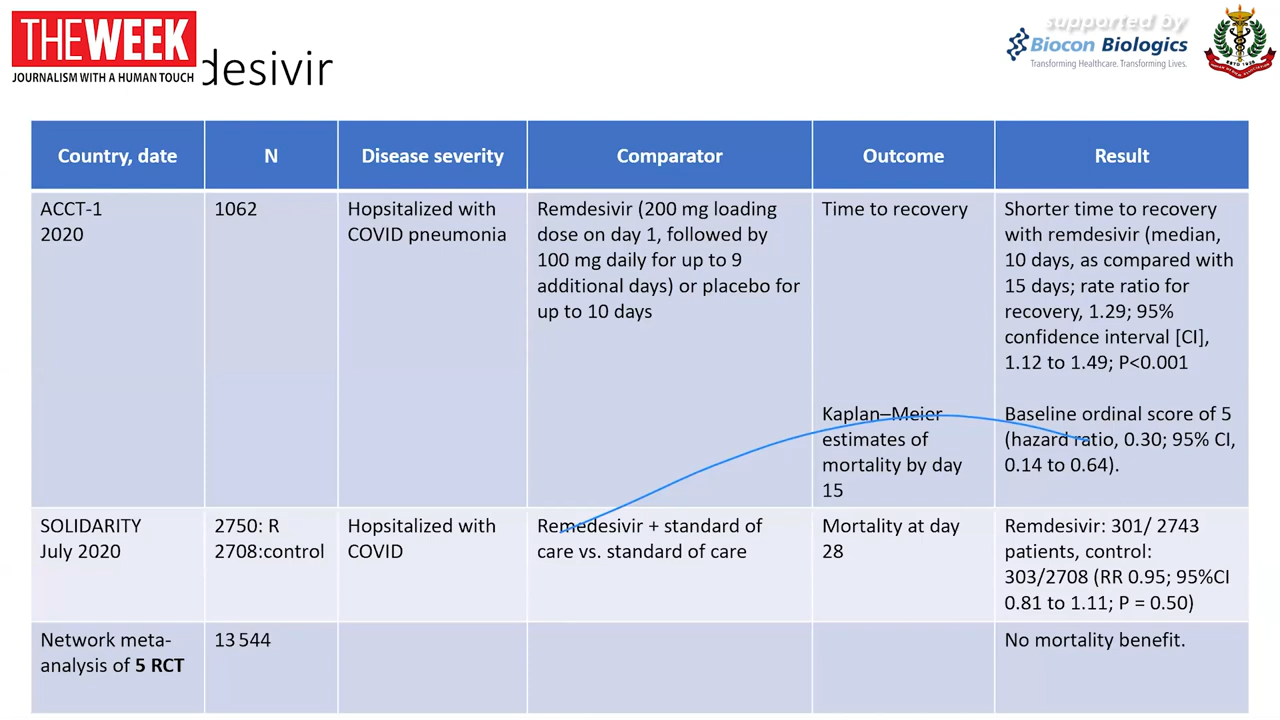 THE WEEK
JOURNALISM WITH A HUMAN TOUCH
desivir
supported by
Biocon Biologics
Transforming Healthcare. Transforming Lives.
Country, date
N
Disease severity
Comparator
Outcome
Result
ACCT-1
2020
1062
Hopsitalized with
COVID pneumonia
Remdesivir (200 mg loading
dose on day 1, followed by
100 mg daily for up to 9
additional days) or placebo for
up to 10 days
Time to recovery
Shorter time to recovery
with remdesivir (median,
10 days, as compared with
15 days; rate ratio for
recovery, 1.29; 95%
confidence interval [CI],
1.12 to 1.49; P<0.001
Kaplan–Meier
estimates of
mortality by day
15
Baseline ordinal score of 5
(hazard ratio, 0.30; 95% CI,
0.14 to 0.64).
SOLIDARITY
July 2020
2750: R
2708:control
Hopsitalized with
COVID
Remedesivir + standard of
care vs. standard of care
Mortality at day
28
Remdesivir: 301/ 2743
patients, control:
303/2708 (RR 0.95; 95%CI
0.81 to 1.11; P = 0.50)
Network meta-
analysis of 5 RCT
13 544
No mortality benefit.